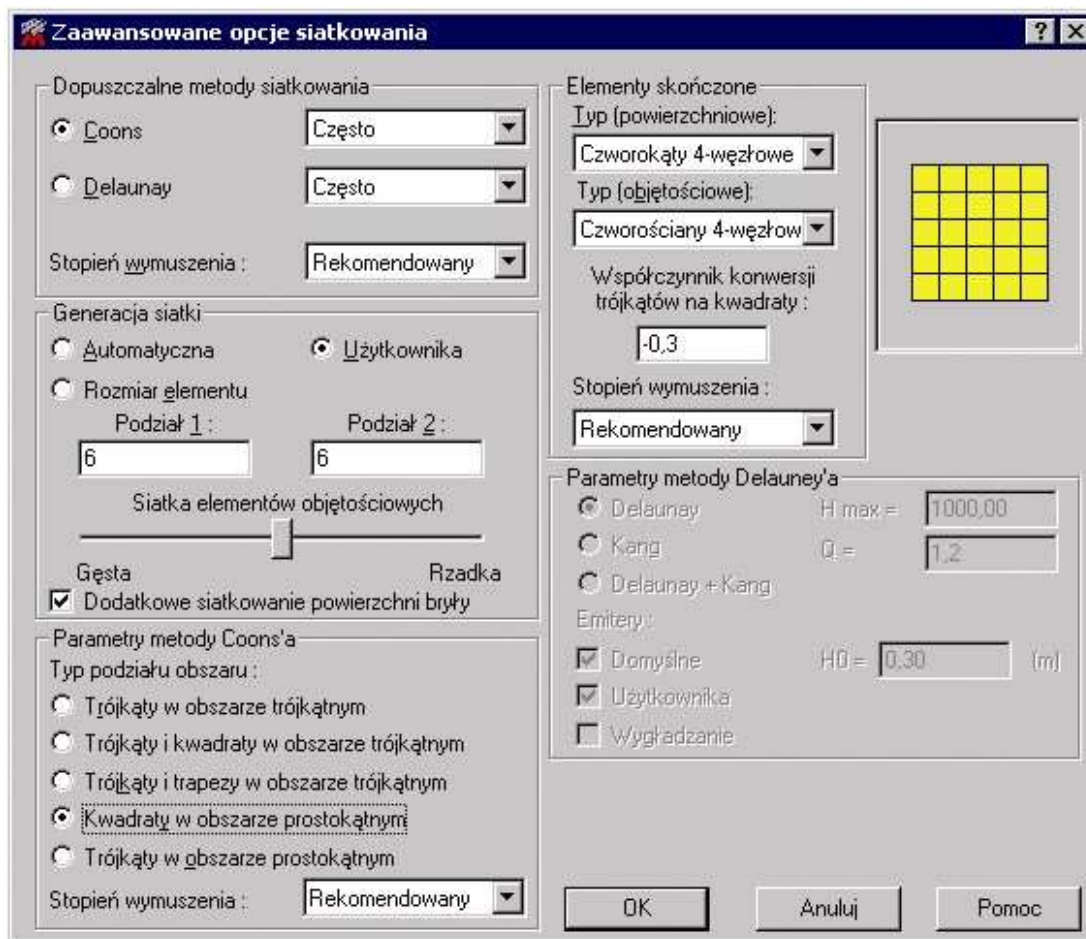 Zaawansowane opcje siatkowania
Dopuszczalne metody siatkowania
Coons
Często
Delaunay
Często
Stopień wymuszenia :
Rekomendowany
Generacja siatki
Automatyczna
Użytkownika
Rozmiar elementu
Podział 1 :
Podział 2 :
6
6
Siatka elementów objętościowych
Gęsta
Rzadka
Dodatkowe siatkowanie powierzchni bryły
Parametry metody Coons'a
Typ podziału obszaru :
Trójkąty w obszarze trójkątnym
Trójkąty i kwadraty w obszarze trójkątnym
Trójkąty i trapezy w obszarze trójkątnym
Kwadraty w obszarze prostokątnym
Trójkąty w obszarze prostokątnym
Stopień wymuszenia :
Rekomendowany
Elementy skończone
Typ (powierzchniowe):
Czworokąty 4-węzłowe
Typ (objętościowe):
Czworościany 4-węzłow
Współczynnik konwersji
trójkątów na kwadraty :
-0,3
Stopień wymuszenia :
Rekomendowany
Parametry metody Delauney'a
Delaunay
H max =
1000,00
Kang
Q =
1,2
Delaunay + Kang
Emitery :
Domyślne
H0 =
0,30
(m)
Użytkownika
Wygładzanie
OK
Anuluj
Pomoc